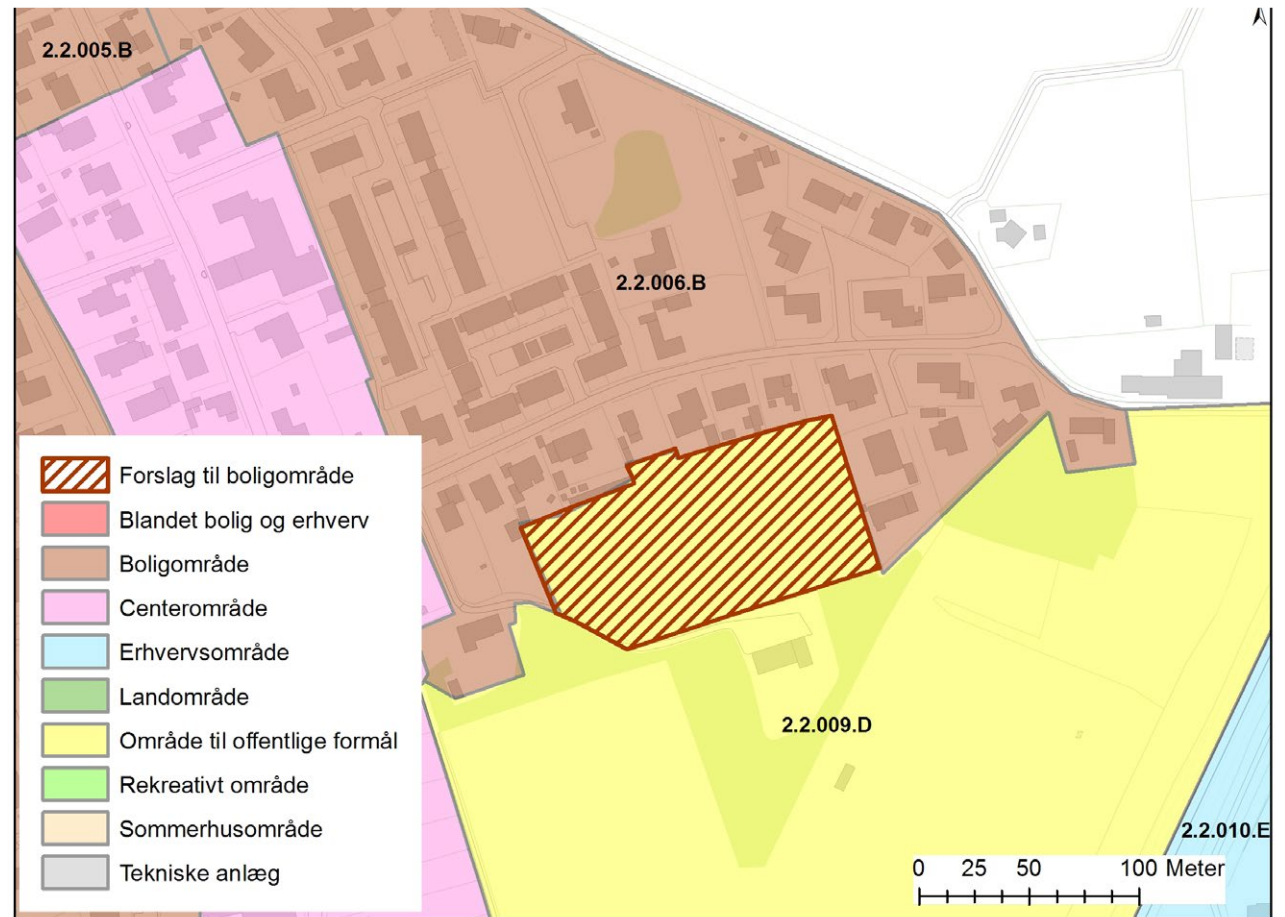 2.2.005.B
2.2.006.B
Forslag til boligområde
Blandet bolig og erhverv
Boligområde
Centerområde
Erhvervsområde
Landområde
Område til offentlige formål
Rekreativt område
Sommerhusområde
Tekniske anlæg
2.2.009.D
2.2.010.E
0 25 50 100 Meter